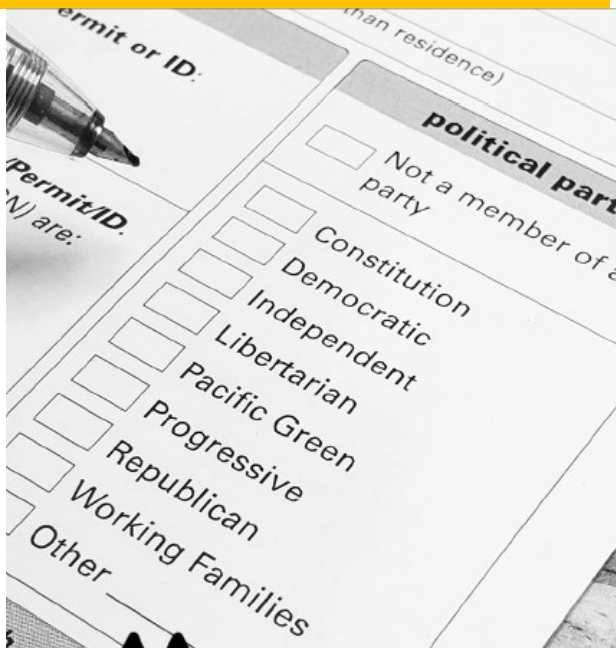 ermit or ID:
/Permit/ID.
N) are:
than residence)
political part
Not a member of a
party
Constitution
Democratic
Independent
Libertarian
Pacific Green
Progressive
Republican
Working Families
Other